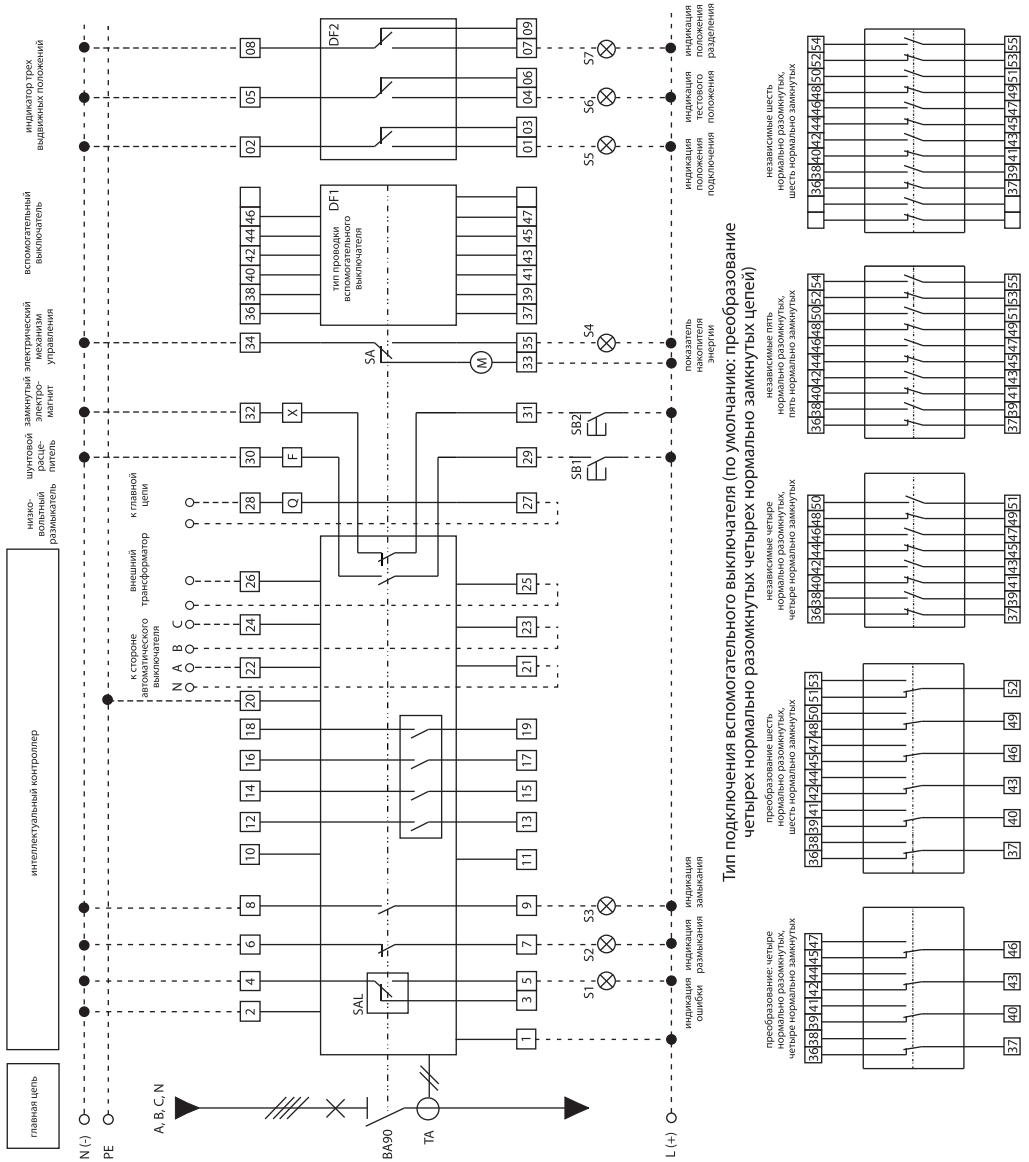 главная цепь
интеллектуальный контроллер
низко-
вольтный
размыкатель
шунтовой
расце-
питель
замкнутый
электро-
магнит
электрический
механизм
управления
вспомогательный
выключатель
индикатор трех
выдвижных положений
N (-)
PE
A, B, C, N
N A B C
к стороне
автоматического
выключателя
внешний
трансформатор
к главной
цепи
2 4 6 8 10 12 14 16 18 20 22 24 26 28 30 32 34 36 38 40 42 44 46 02 05 08
Q F X
SAL
SA
M
тип проводки
вспомогательного
выключателя
DF1
DF2
BA90
TA
1 3 5 7 9 11 13 15 17 19 21 23 25 27 29 31 33 35 37 39 41 43 45 47 01 03 04 06 07 09
S1 S2 S3 SB1 SB2 S4 S5 S6 S7
L (+)
индикация
ошибки
индикация
размыкания
индикация
замыкания
показатель
накопителя
энергии
индикация
положения
подключения
индикация
тестового
положения
индикация
положения
разделения
Тип подключения вспомогательного выключателя (по умолчанию: преобразование
четырех нормально разомкнутых четырех нормально замкнутых цепей)
преобразование: четыре
нормально разомкнутых,
четыре нормально замкнутых
36 38 39 41 42 44 45 47
37 40 43 46
преобразование шесть
нормально разомкнутых,
шесть нормально замкнутых
36 38 39 41 42 44 45 47 48 50 51 53
37 40 43 46 49 52
независимые четыре
нормально разомкнутых,
четыре нормально замкнутых
36 38 40 42 44 46 48 50
37 39 41 43 45 47 49 51
независимые пять
нормально разомкнутых,
пять нормально замкнутых
36 38 40 42 44 46 48 50 52 54
37 39 41 43 45 47 49 51 53 55
независимые шесть
нормально разомкнутых,
шесть нормально замкнутых
36 38 40 42 44 46 48 50 52 54
37 39 41 43 45 47 49 51 53 55